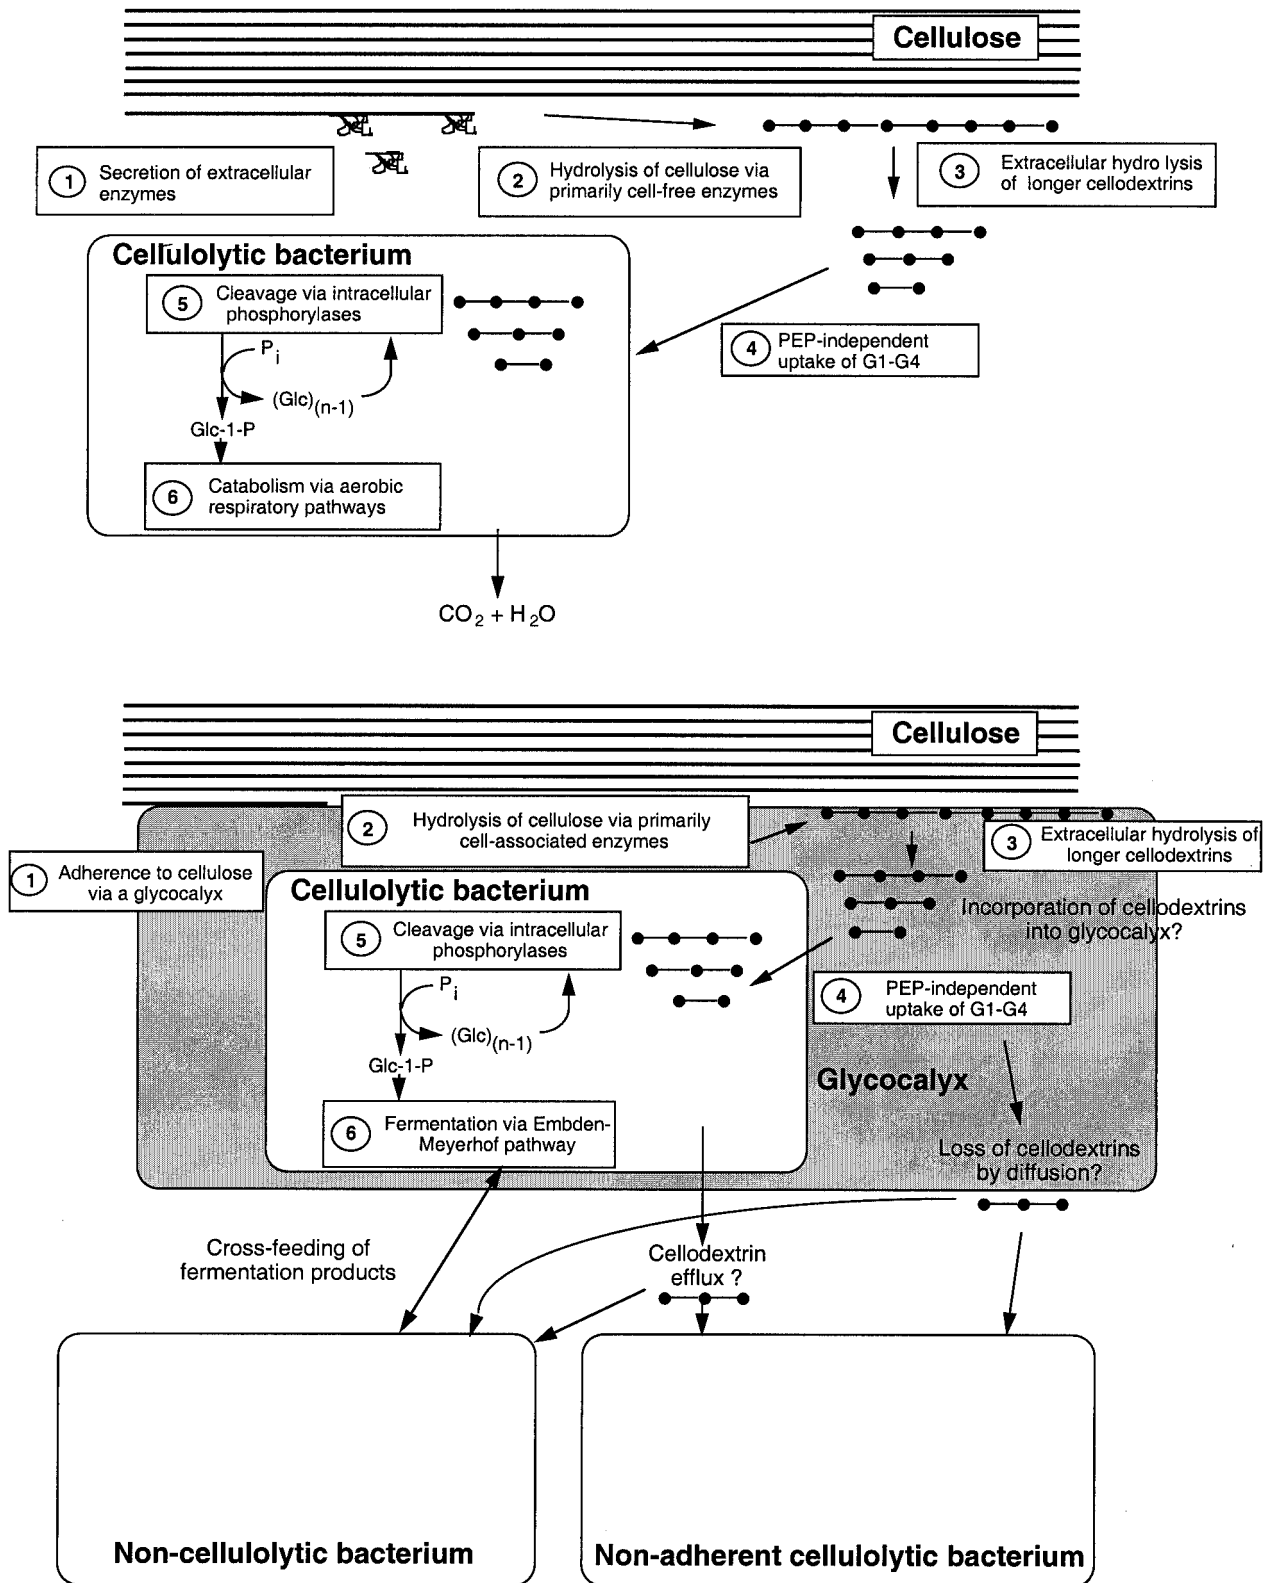 Cellulose
1 Secretion of extracellular
enzymes
2 Hydrolysis of cellulose via
primarily cell-free enzymes
3 Extracellular hydro lysis
of longer cellodextrins
Cellulolytic bacterium
5 Cleavage via intracellular
phosphorylases
Pi
(Glc)(n-1)
Glc-1-P
4 PEP-independent
uptake of G1-G4
6 Catabolism via aerobic
respiratory pathways
CO2 + H2O
Cellulose
2 Hydrolysis of cellulose via primarily
cell-associated enzymes
3 Extracellular hydrolysis of
longer cellodextrins
1 Adherence to cellulose
via a glycocalyx
Cellulolytic bacterium
Incorporation of cellodextrins
into glycocalyx?
5 Cleavage via intracellular
phosphorylases
Pi
(Glc)(n-1)
Glc-1-P
4 PEP-independent
uptake of G1-G4
Glycocalyx
6 Fermentation via Embden-
Meyerhof pathway
Loss of cellodextrins
by diffusion?
Cross-feeding of
fermentation products
Cellodextrin
efflux ?
Non-cellulolytic bacterium
Non-adherent cellulolytic bacterium